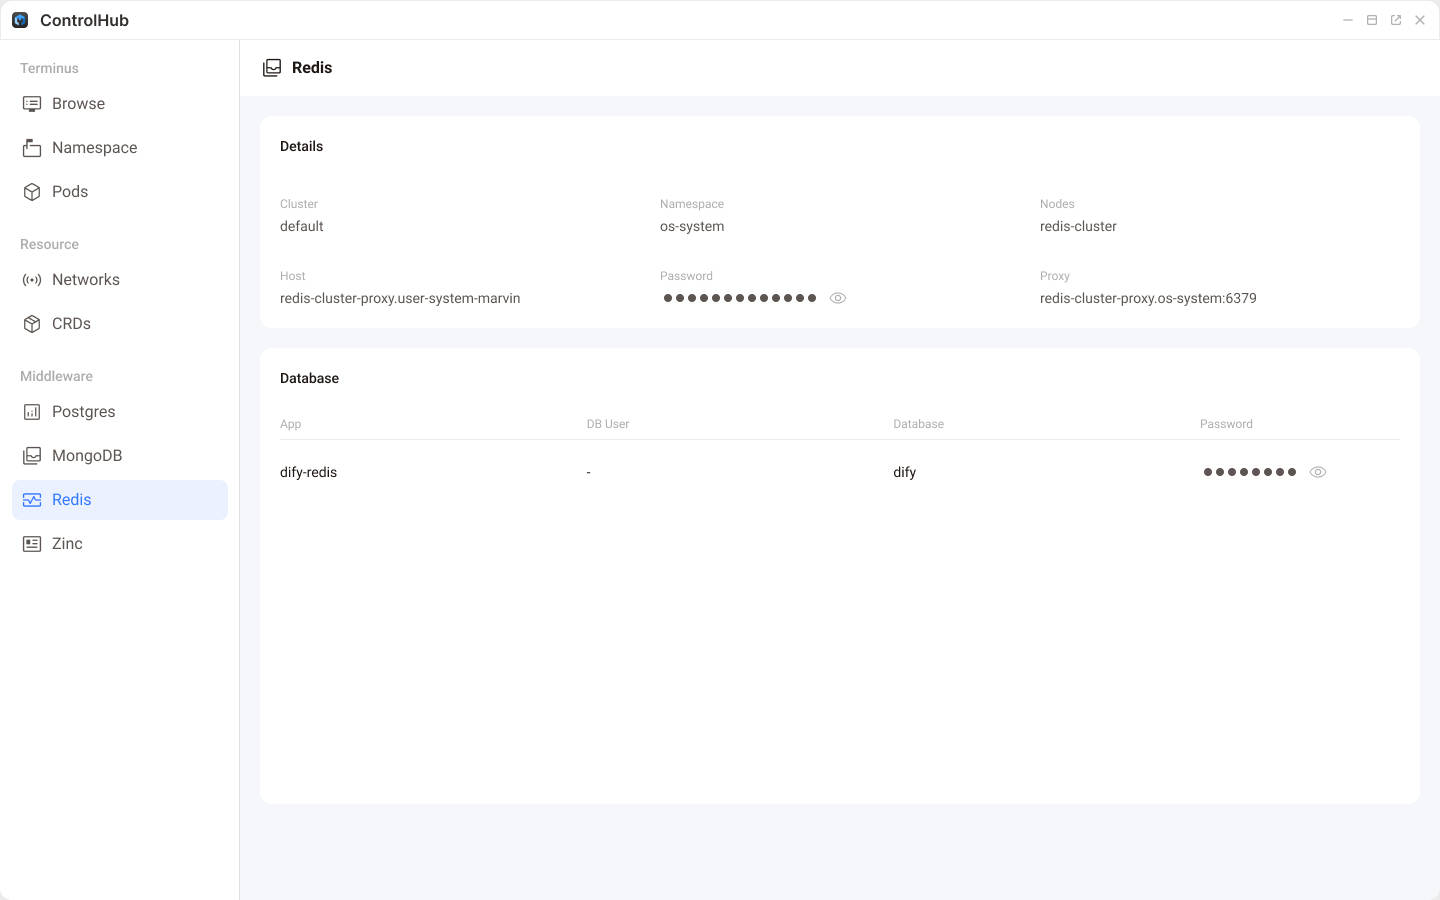 ControlHub
Terminus
Browse
Namespace
Pods
Resource
Networks
CRDs
Middleware
Postgres
MongoDB
Redis
Zinc
Redis
Details
Cluster
default
Namespace
os-system
Nodes
redis-cluster
Host
redis-cluster-proxy.user-system-marvin
Password
●●●●●●●●●●●●●
Proxy
redis-cluster-proxy.os-system:6379
Database
App DB User Database Password
dify-redis - dify ●●●●●●●●